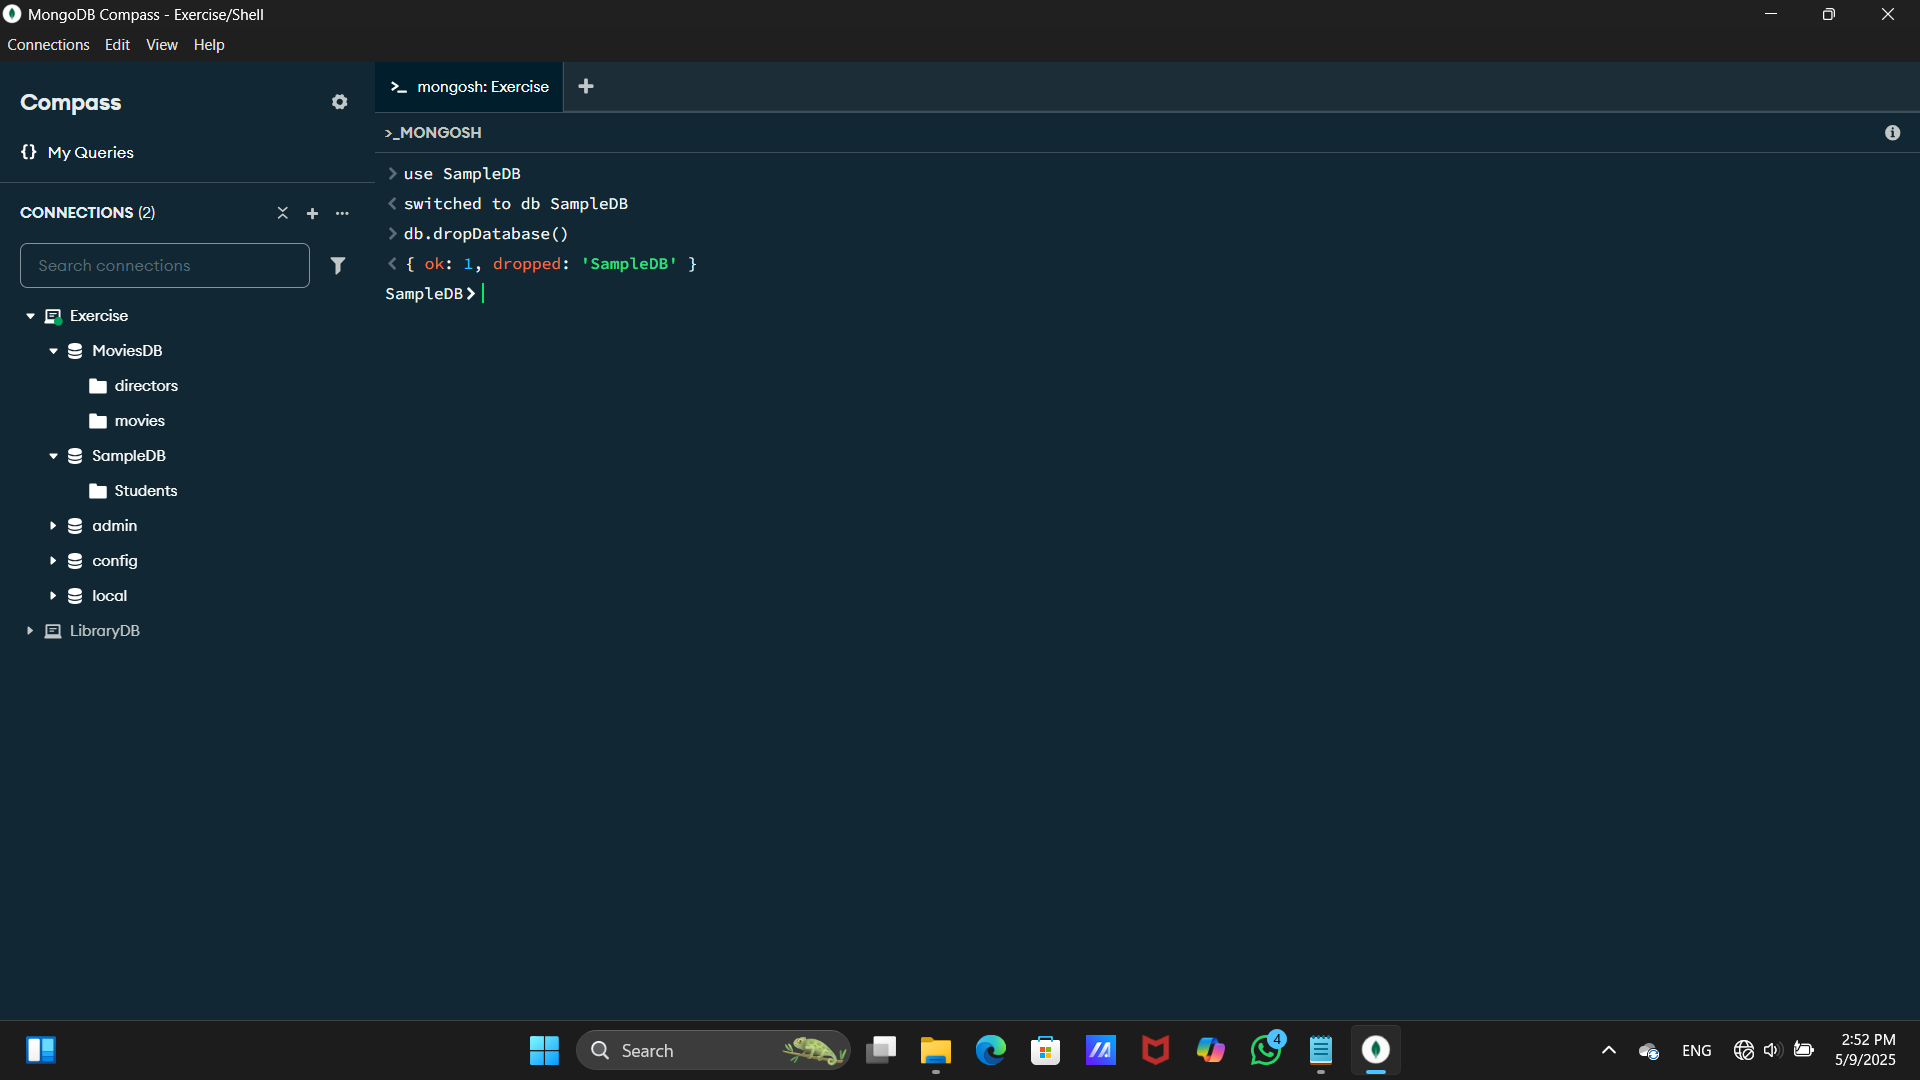 MongoDB Compass - Exercise/Shell
Connections Edit View Help
Compass
{} My Queries
CONNECTIONS (2)
Search connections
Exercise
MoviesDB
directors
movies
SampleDB
Students
admin
config
local
LibraryDB
>_ mongosh: Exercise +
>_MONGOSH
> use SampleDB
< switched to db SampleDB
> db.dropDatabase()
< { ok: 1, dropped: 'SampleDB' }
SampleDB>
Search
4
ENG
2:52 PM
5/9/2025